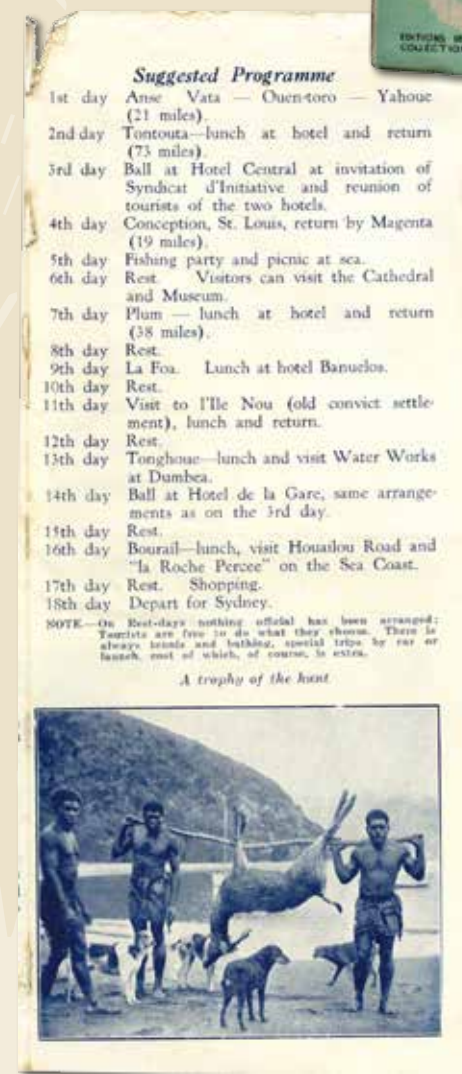 EDITIONS
COLLECTION
Suggested Programme
1st day Anse Vata — Ouen-toro — Yahoue
(21 miles).
2nd day Tontouta—lunch at hotel and return
(73 miles).
3rd day Ball at Hotel Central at invitation of
Syndicat d'Initiative and reunion of
tourists of the two hotels.
4th day Conception, St. Louis, return by Magenta
(19 miles).
5th day Fishing party and picnic at sea.
6th day Rest. Visitors can visit the Cathedral
and Museum.
7th day Plum — lunch at hotel and return
(38 miles).
8th day Rest.
9th day La Foa. Lunch at hotel Banuelos.
10th day Rest.
11th day Visit to l'Ile Nou (old convict settle-
ment), lunch and return.
12th day Rest.
13th day Tonghoue—lunch and visit Water Works
at Dumbea.
14th day Ball at Hotel de la Gare, same arrange-
ments as on the 3rd day.
15th day Rest.
16th day Bourail—lunch, visit Houailou Road and
"la Roche Percee" on the Sea Coast.
17th day Rest. Shopping.
18th day Depart for Sydney.
NOTE—On Rest-days nothing official has been arranged;
Tourists are free to do what they choose. There is
always tennis and bathing, special trips by car or
launch, cost of which, of course, is extra.
A trophy of the hunt